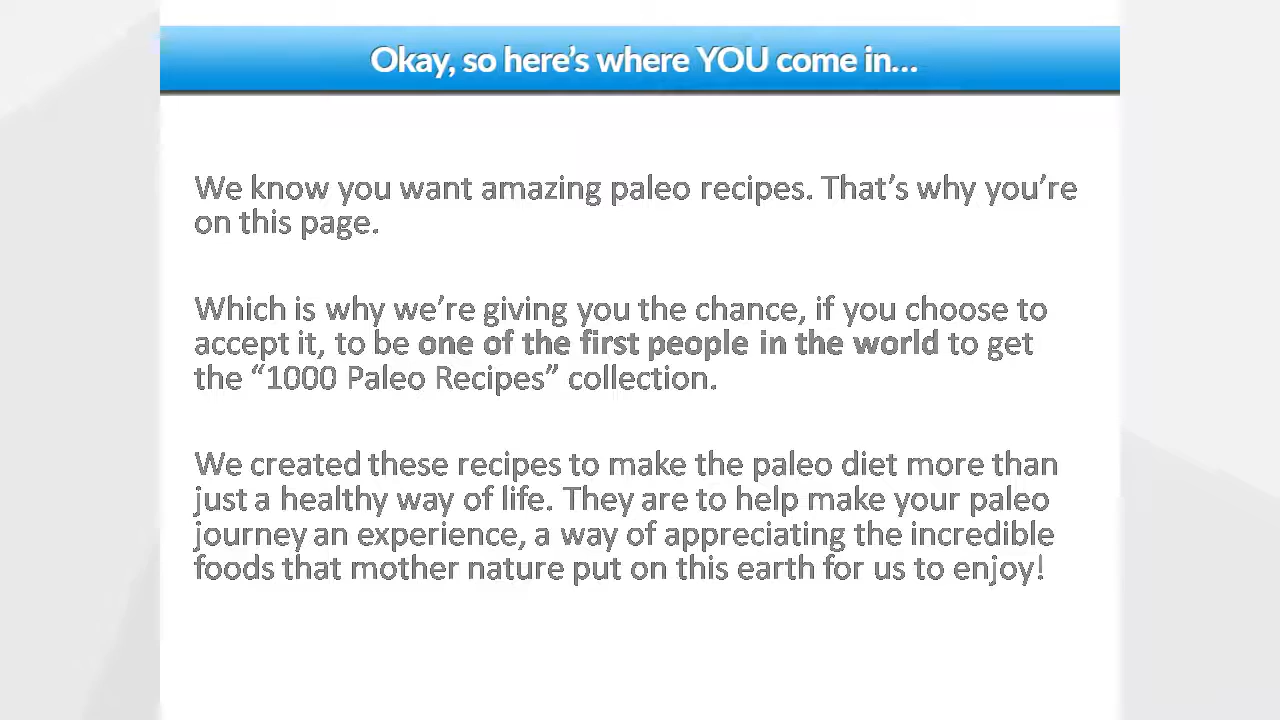 Okay, so here’s where YOU come in...
We know you want amazing paleo recipes. That’s why you’re
on this page.
Which is why we’re giving you the chance, if you choose to
accept it, to be one of the first people in the world to get
the “1000 Paleo Recipes” collection.
We created these recipes to make the paleo diet more than
just a healthy way of life. They are to help make your paleo
journey an experience, a way of appreciating the incredible
foods that mother nature put on this earth for us to enjoy!